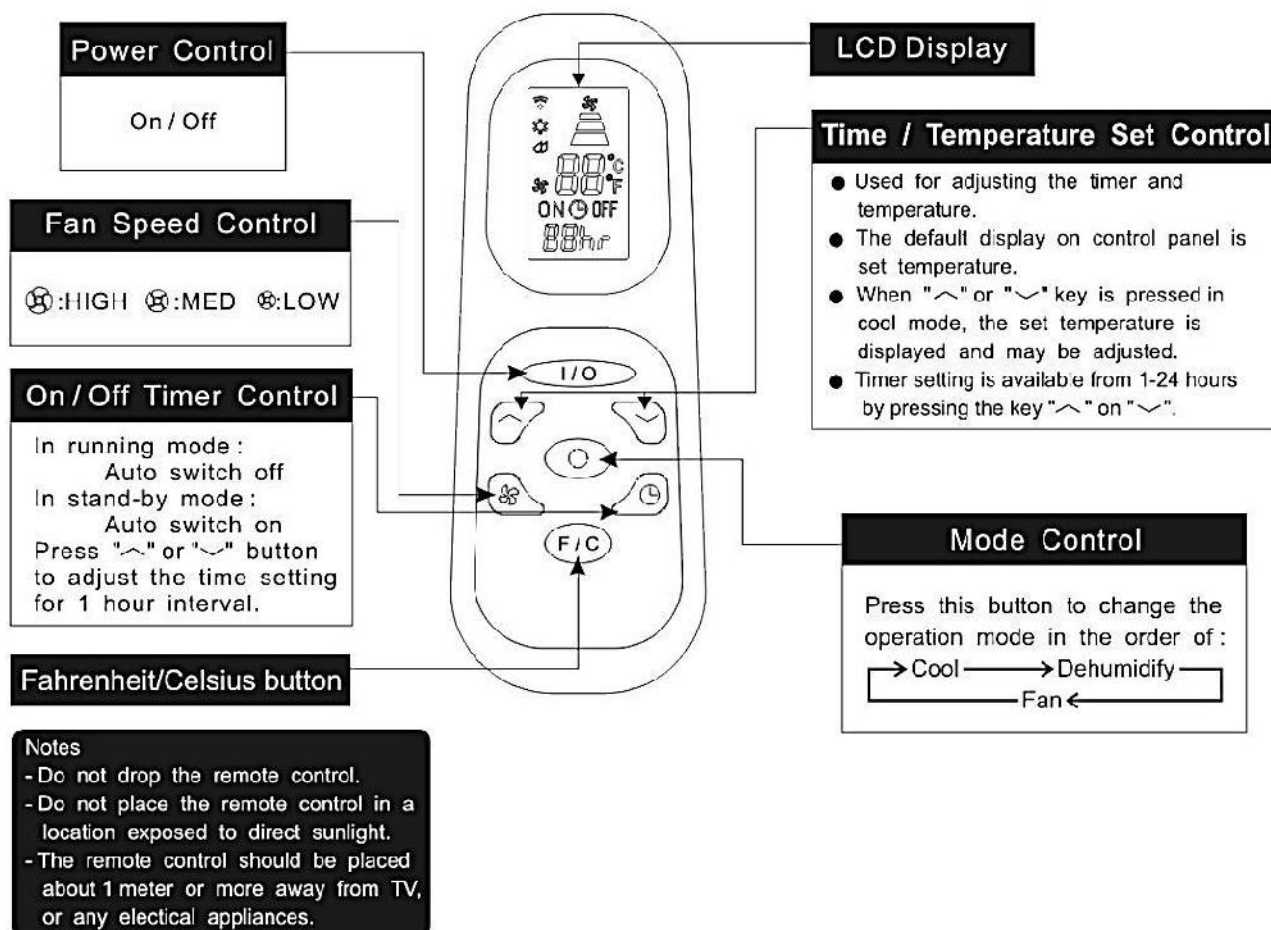 Power Control
On / Off
Fan Speed Control
:HIGH :MED :LOW
On / Off Timer Control
In running mode :
Auto switch off
In stand-by mode :
Auto switch on
Press "︿" or "﹀" button
to adjust the time setting
for 1 hour interval.
Fahrenheit/Celsius button
Notes
- Do not drop the remote control.
- Do not place the remote control in a
location exposed to direct sunlight.
- The remote control should be placed
about 1 meter or more away from TV,
or any electical appliances.
88°C
°F
ON OFF
88hr
I / O
F / C
LCD Display
Time / Temperature Set Control
● Used for adjusting the timer and
temperature.
● The default display on control panel is
set temperature.
● When "︿" or "﹀" key is pressed in
cool mode, the set temperature is
displayed and may be adjusted.
● Timer setting is available from 1-24 hours
by pressing the key "︿" on "﹀".
Mode Control
Press this button to change the
operation mode in the order of :
Cool → Dehumidify
Fan